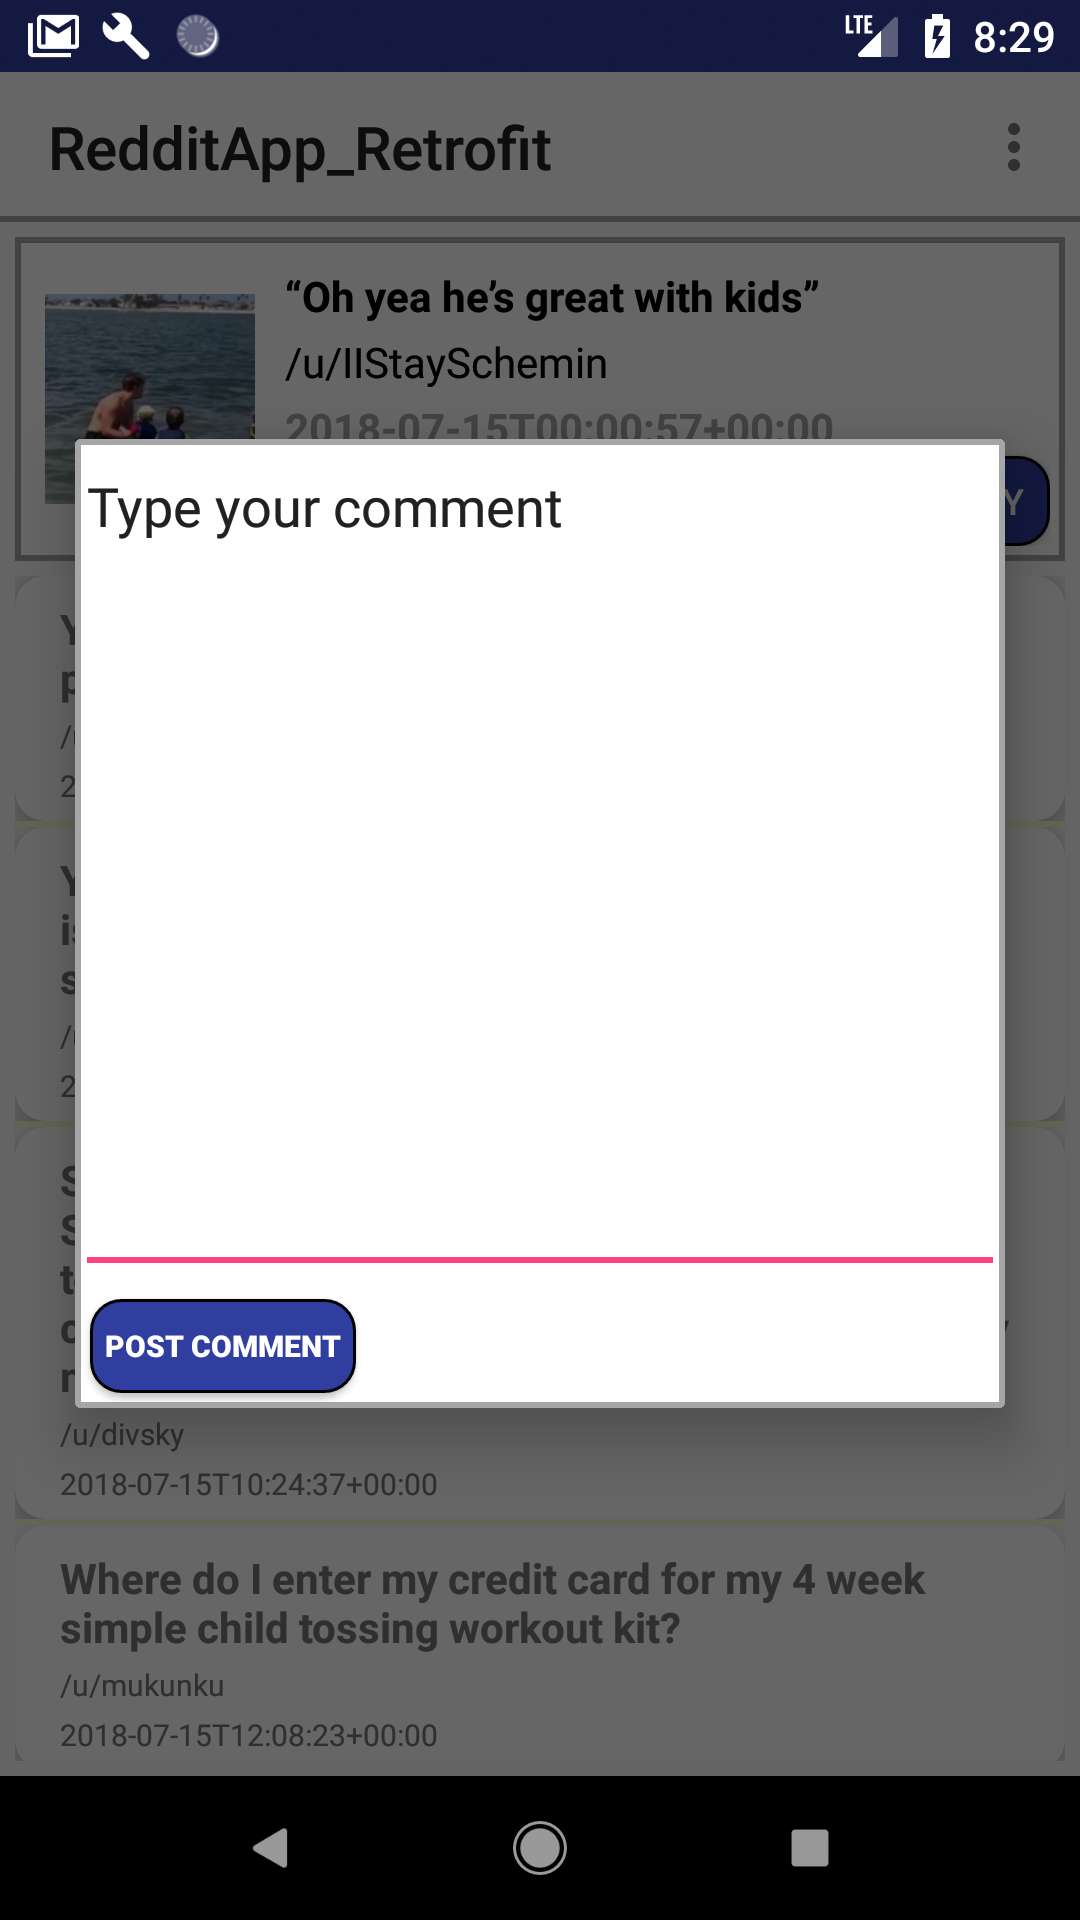 LTE 8:29
RedditApp_Retrofit
“Oh yea he’s great with kids”
/u/IIStaySchemin
2018-07-15T00:00:57+00:00
Type your comment
POST COMMENT
/u/divsky
2018-07-15T10:24:37+00:00
Where do I enter my credit card for my 4 week
simple child tossing workout kit?
/u/mukunku
2018-07-15T12:08:23+00:00